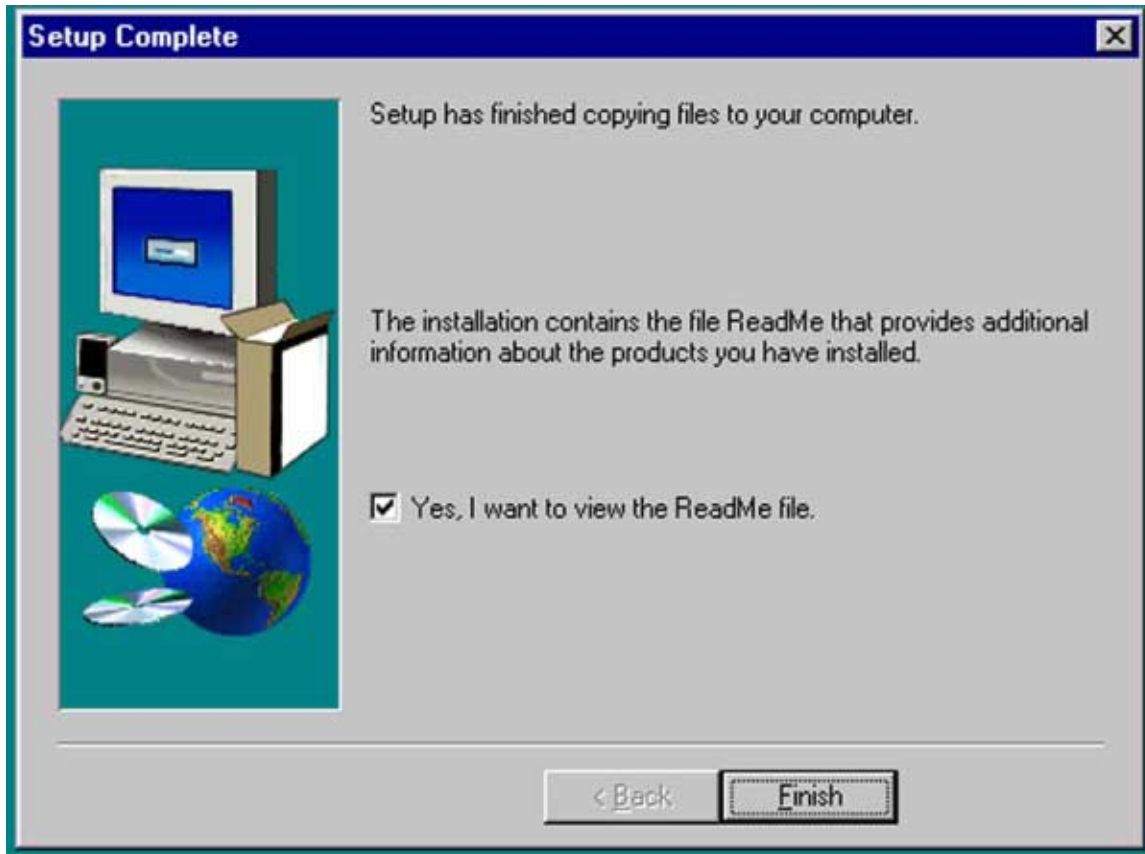 Setup Complete
Setup has finished copying files to your computer.
The installation contains the file ReadMe that provides additional
information about the products you have installed.
Yes, I want to view the ReadMe file.
< Back
Finish